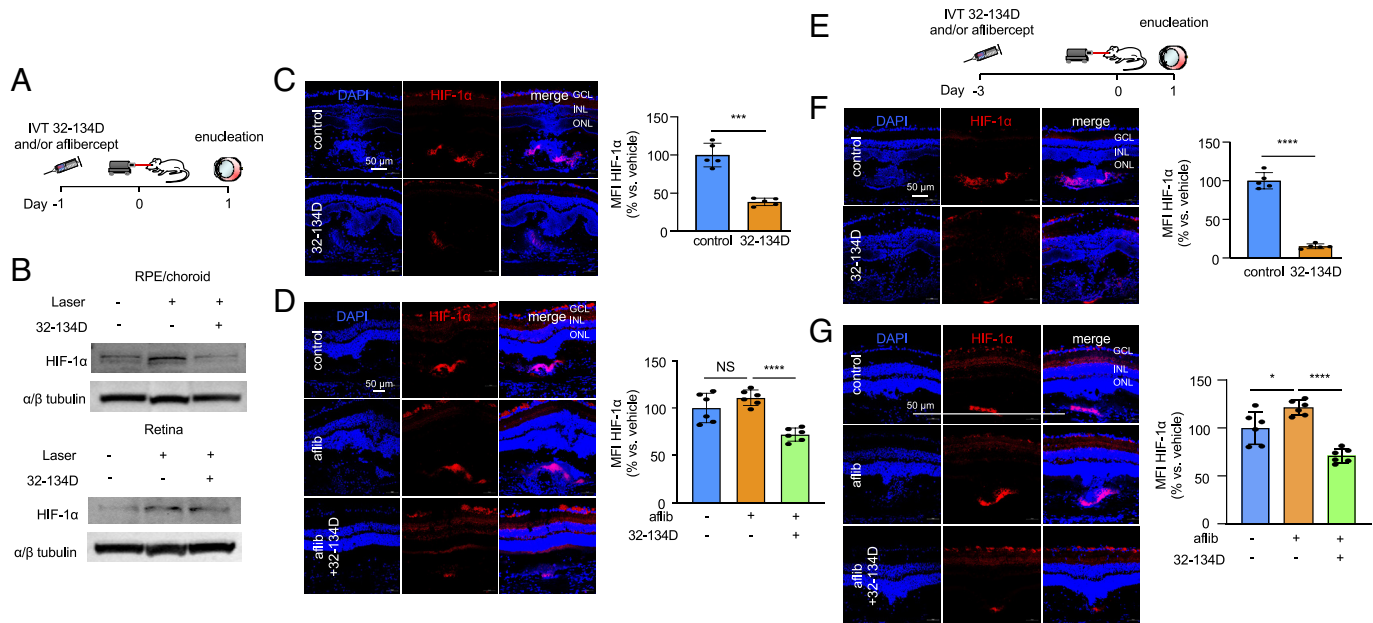 A
IVT 32-134D
and/or aflibercept
enucleation
Day -1 0 1
B
RPE/choroid
Laser - + +
32-134D - - +
HIF-1α
α/β tubulin
Retina
Laser - + +
32-134D - - +
HIF-1α
α/β tubulin
C
DAPI HIF-1α merge
GCL
INL
ONL
control
50 µm
32-134D
MFI HIF-1α
(% vs. vehicle)
150
100
50
0
***
control 32-134D
D
DAPI HIF-1α merge
GCL
INL
ONL
control
50 µm
aflib
aflib
+32-134D
MFI HIF-1α
(% vs. vehicle)
150
100
50
0
NS ****
aflib - + +
32-134D - - +
E
IVT 32-134D
and/or aflibercept
enucleation
Day -3 0 1
F
DAPI HIF-1α merge
GCL
INL
ONL
control
50 µm
32-134D
MFI HIF-1α
(% vs. vehicle)
150
100
50
0
****
control 32-134D
G
DAPI HIF-1α merge
GCL
INL
ONL
control
50 µm
aflib
aflib
+32-134D
MFI HIF-1α
(% vs. vehicle)
150
100
50
0
* ****
aflib - + +
32-134D - - +